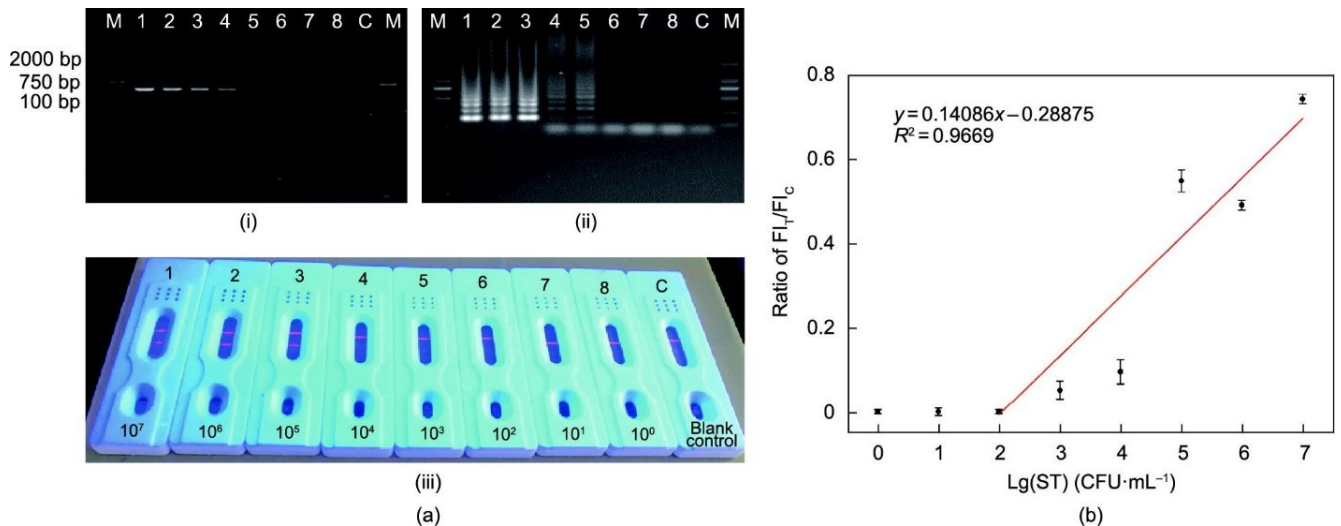 M 1 2 3 4 5 6 7 8 C M
2000 bp
750 bp
100 bp
(i)
M 1 2 3 4 5 6 7 8 C M
(ii)
1 2 3 4 5 6 7 8 C
10⁷ 10⁶ 10⁵ 10⁴ 10³ 10² 10¹ 10⁰ Blank control
(iii)
(a)
y=0.14086x−0.28875
R²=0.9669
Ratio of FI_T/FI_C
0.8
0.6
0.4
0.2
0
0 1 2 3 4 5 6 7
Lg(ST) (CFU·mL⁻¹)
(b)